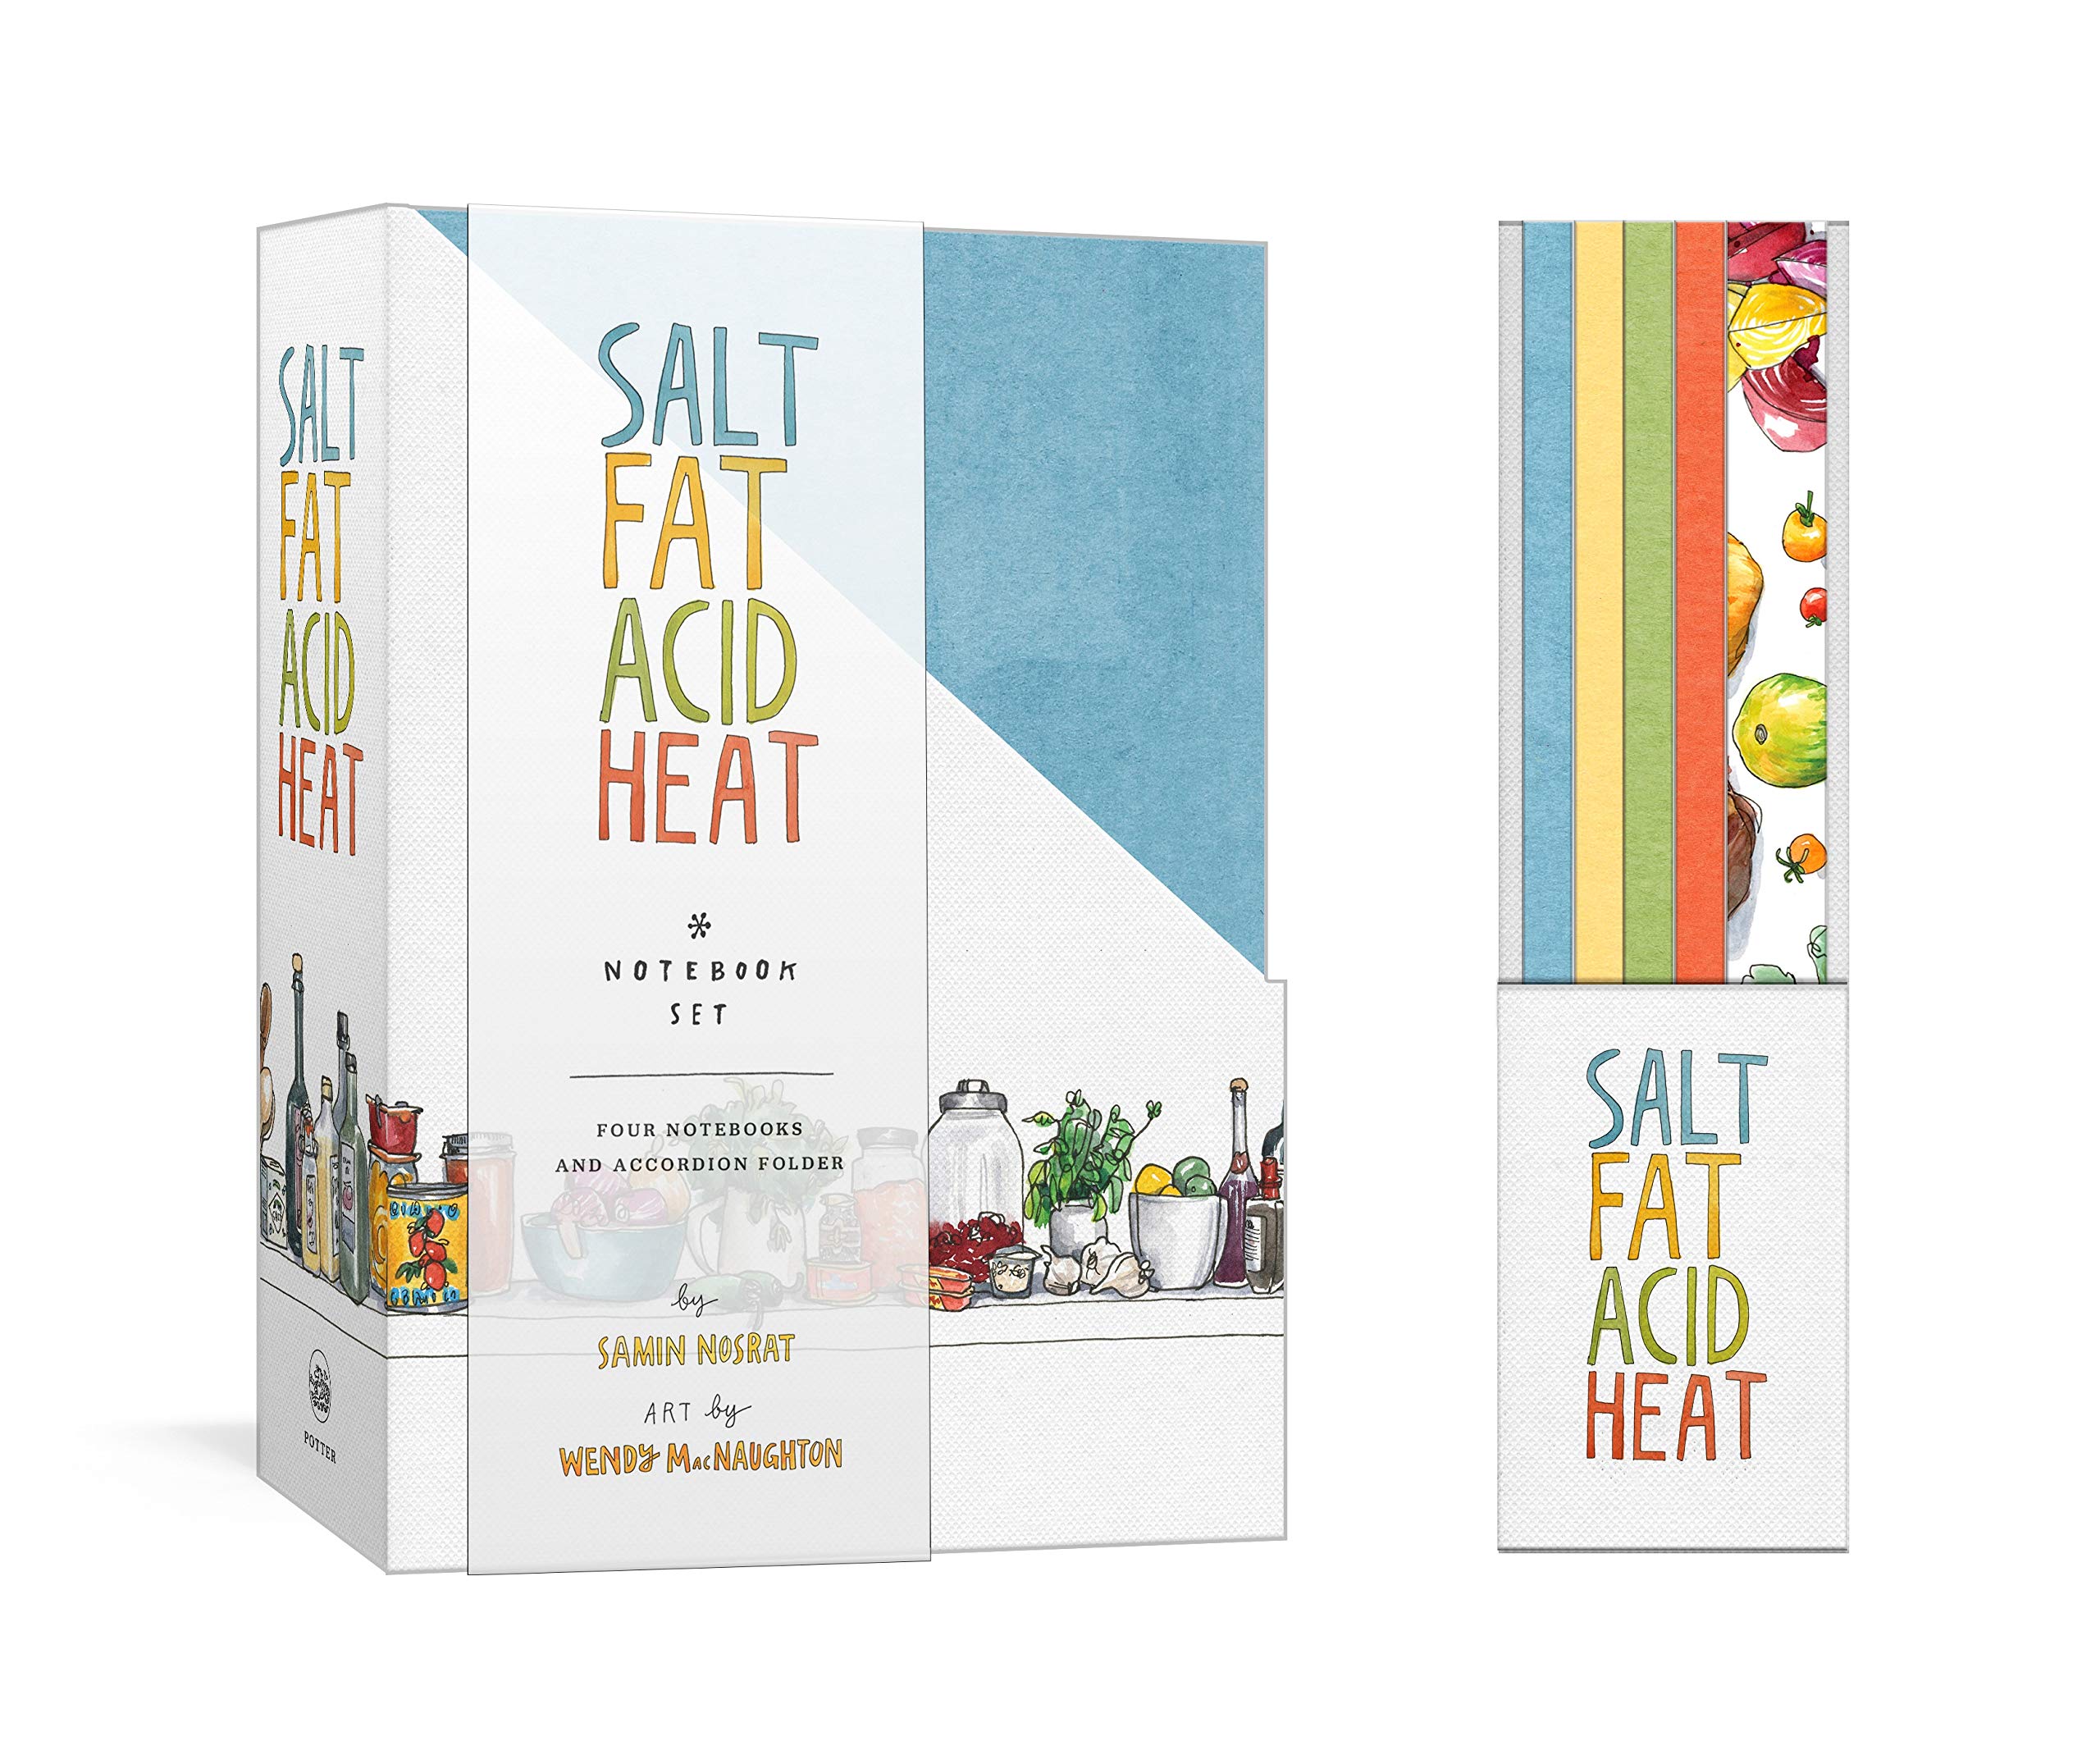 SALT
FAT
ACID
HEAT
POTTER
SALT
FAT
ACID
HEAT
NOTEBOOK
SET
FOUR NOTEBOOKS
AND ACCORDION FOLDER
by
SAMIN NOSRAT
ART by
WENDY MacNAUGHTON
SALT
FAT
ACID
HEAT